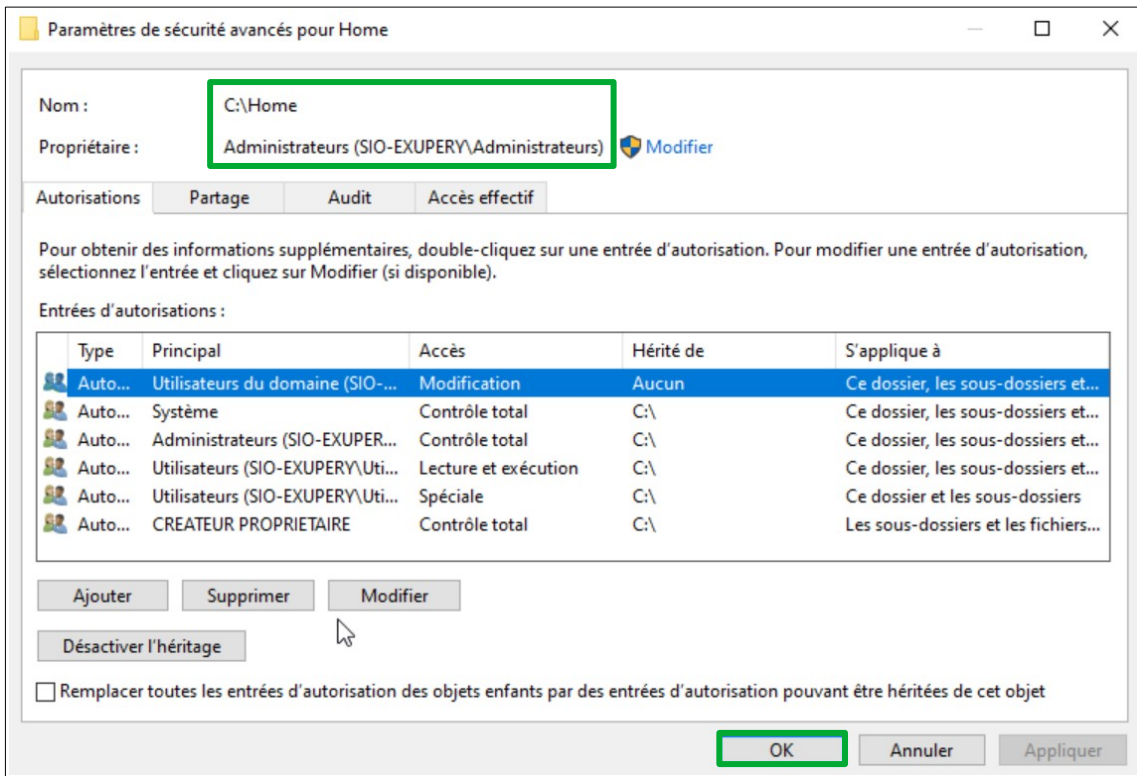 Paramètres de sécurité avancés pour Home
Nom : C:\Home
Propriétaire : Administrateurs (SIO-EXUPERY\Administrateurs) Modifier
Autorisations Partage Audit Accès effectif
Pour obtenir des informations supplémentaires, double-cliquez sur une entrée d'autorisation. Pour modifier une entrée d'autorisation,
sélectionnez l'entrée et cliquez sur Modifier (si disponible).
Entrées d'autorisations :
Type Principal Accès Hérité de S'applique à
Auto... Utilisateurs du domaine (SIO-... Modification Aucun Ce dossier, les sous-dossiers et...
Auto... Système Contrôle total C:\ Ce dossier, les sous-dossiers et...
Auto... Administrateurs (SIO-EXUPER... Contrôle total C:\ Ce dossier, les sous-dossiers et...
Auto... Utilisateurs (SIO-EXUPERY\Uti... Lecture et exécution C:\ Ce dossier, les sous-dossiers et...
Auto... Utilisateurs (SIO-EXUPERY\Uti... Spéciale C:\ Ce dossier et les sous-dossiers
Auto... CREATEUR PROPRIETAIRE Contrôle total C:\ Les sous-dossiers et les fichiers...
Ajouter Supprimer Modifier
Désactiver l'héritage
Remplacer toutes les entrées d'autorisation des objets enfants par des entrées d'autorisation pouvant être héritées de cet objet
OK Annuler Appliquer